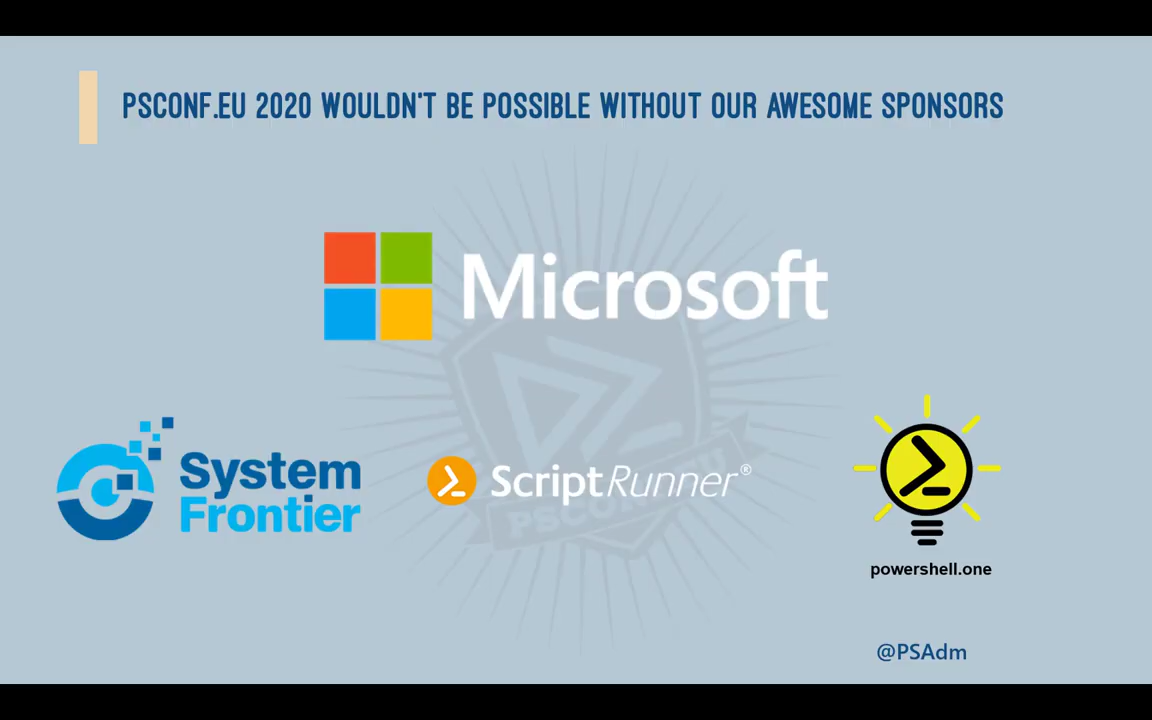 PSCONF.EU 2020 WOULDN'T BE POSSIBLE WITHOUT OUR AWESOME SPONSORS
Microsoft
System
Frontier
ScriptRunner®
powershell.one
@PSAdm